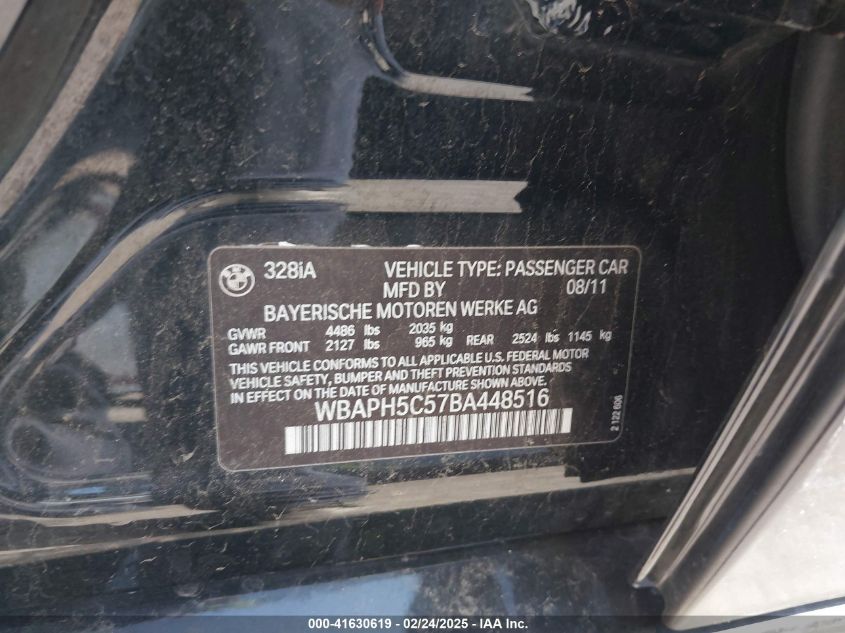 328iA VEHICLE TYPE: PASSENGER CAR
MFD BY 08/11
BAYERISCHE MOTOREN WERKE AG
GVWR 4486 lbs 2035 kg
GAWR FRONT 2127 lbs 965 kg REAR 2524 lbs 1145 kg
THIS VEHICLE CONFORMS TO ALL APPLICABLE U.S. FEDERAL MOTOR
VEHICLE SAFETY, BUMPER AND THEFT PREVENTION STANDARDS
IN EFFECT ON THE DATE OF MANUFACTURE SHOWN ABOVE.
WBAPH5C57BA448516
2 122 606
000-41630619 - 02/24/2025 - IAA Inc.